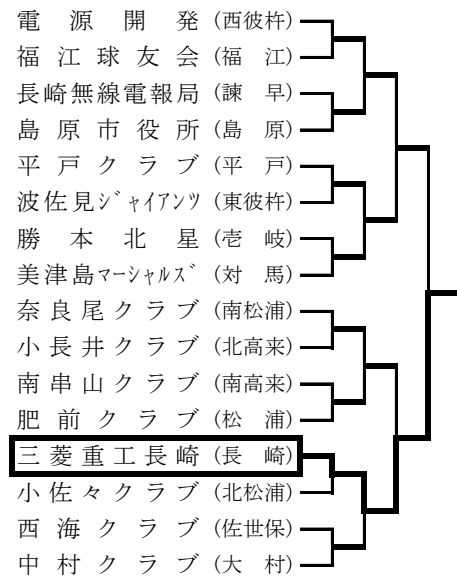 電源開発 (西彼杵)
福江球友会 (福江)
長崎無線電報局 (諫早)
島原市役所 (島原)
平戸クラブ (平戸)
波佐見ジャイアンツ (東彼杵)
勝本北星 (壱岐)
美津島マーシャルズ (対馬)
奈良尾クラブ (南松浦)
小長井クラブ (北高来)
南串山クラブ (南高来)
肥前クラブ (松浦)
三菱重工長崎 (長崎)
小佐々クラブ (北松浦)
西海クラブ (佐世保)
中村クラブ (大村)